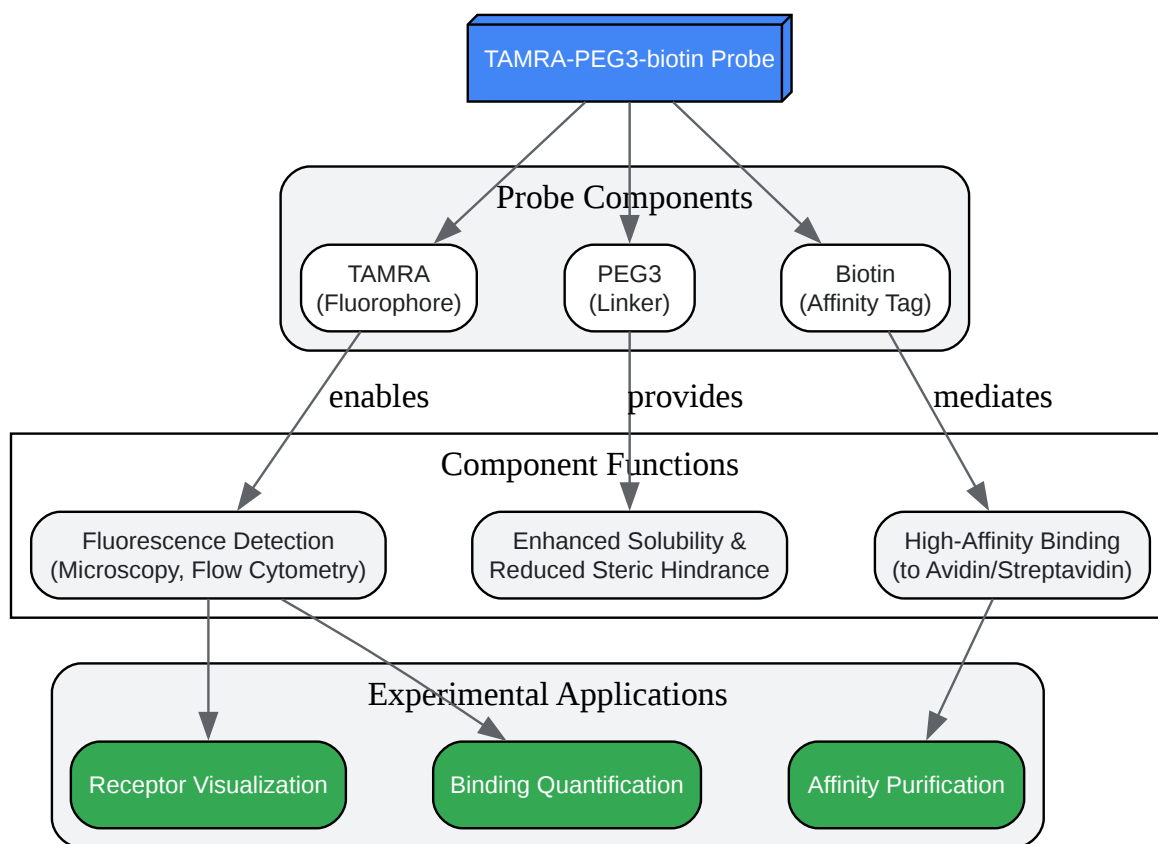 TAMRA-PEG3-biotin Probe
Probe Components
TAMRA
(Fluorophore)
PEG3
(Linker)
Biotin
(Affinity Tag)
enables
provides
mediates
Component Functions
Fluorescence Detection
(Microscopy, Flow Cytometry)
Enhanced Solubility &
Reduced Steric Hindrance
High-Affinity Binding
(to Avidin/Streptavidin)
Experimental Applications
Receptor Visualization
Binding Quantification
Affinity Purification